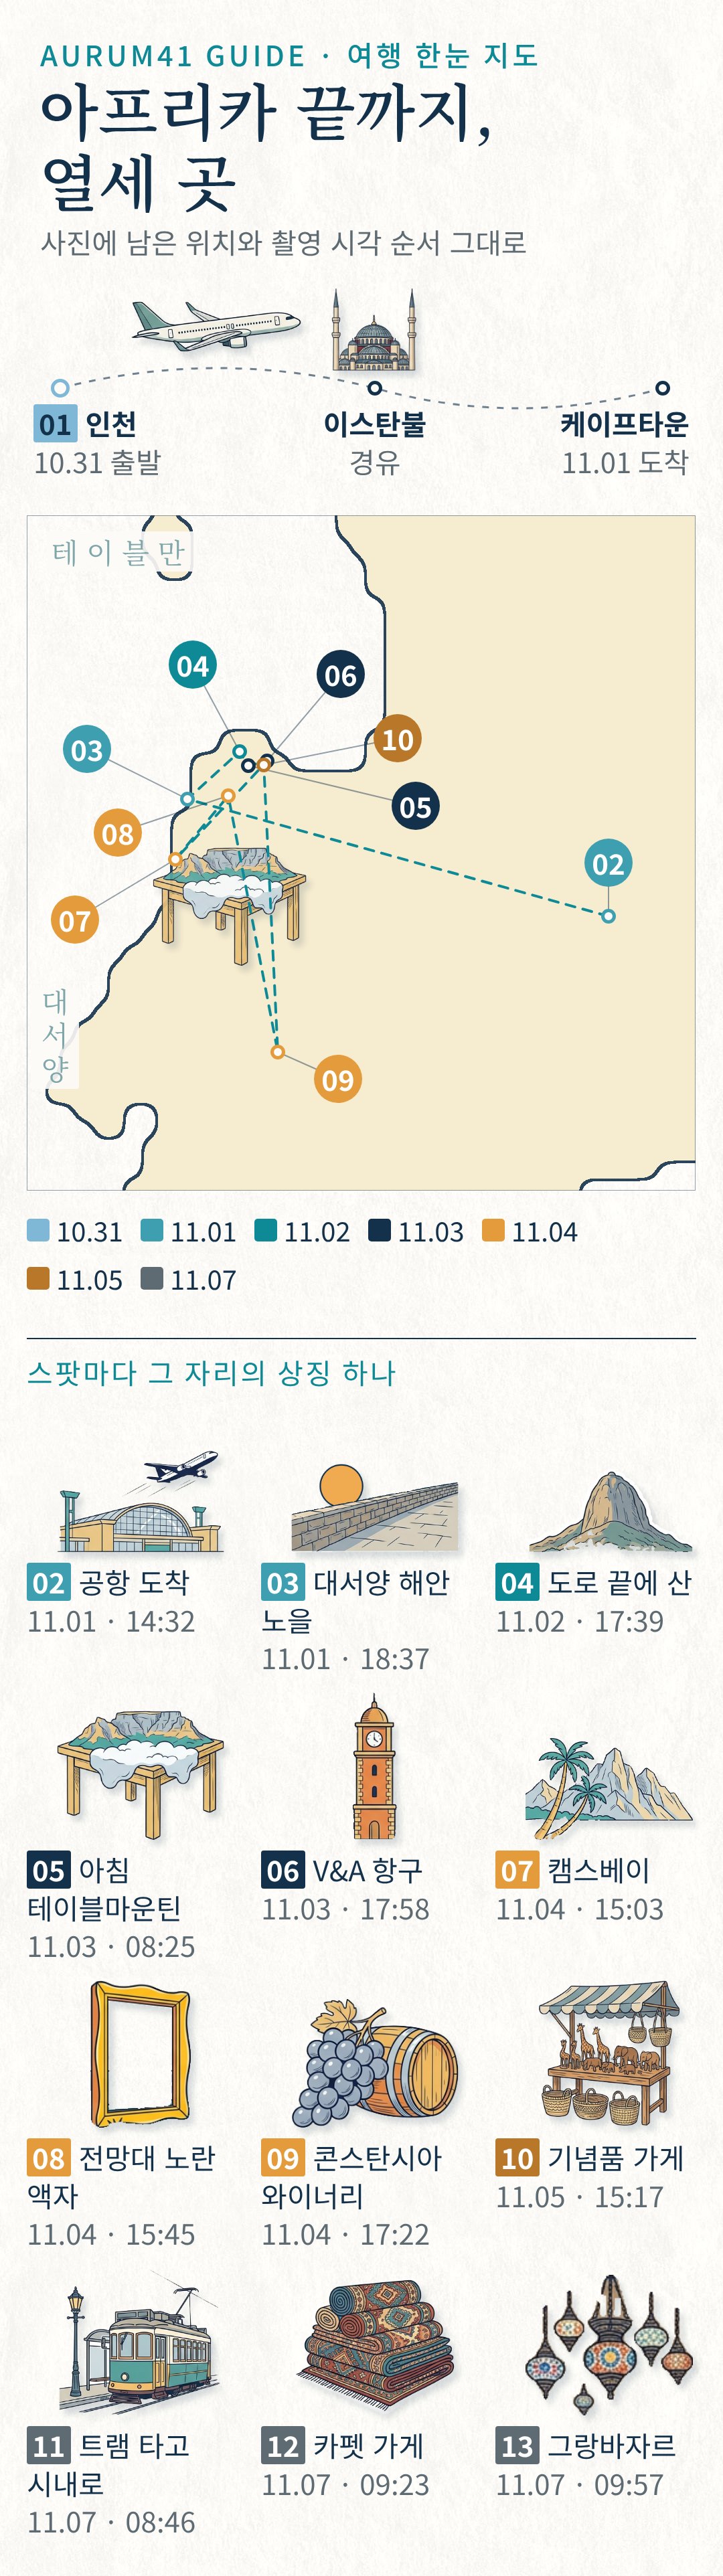 AURUM41 GUIDE · 여행 한눈 지도
아프리카 끝까지,
열세 곳
사진에 남은 위치와 촬영 시각 순서 그대로
01 인천
10.31 출발
이스탄불
경유
케이프타운
11.01 도착
테이블만
04
06
03
10
05
08
02
07
대서양
09
10.31
11.01
11.02
11.03
11.04
11.05
11.07
스팟마다 그 자리의 상징 하나
02 공항 도착
11.01 · 14:32
03 대서양 해안
노을
11.01 · 18:37
04 도로 끝에 산
11.02 · 17:39
05 아침
테이블마운틴
11.03 · 08:25
06 V&A 항구
11.03 · 17:58
07 캠스베이
11.04 · 15:03
08 전망대 노란
액자
11.04 · 15:45
09 콘스탄시아
와이너리
11.04 · 17:22
10 기념품 가게
11.05 · 15:17
11 트램 타고
시내로
11.07 · 08:46
12 카펫 가게
11.07 · 09:23
13 그랑바자르
11.07 · 09:57